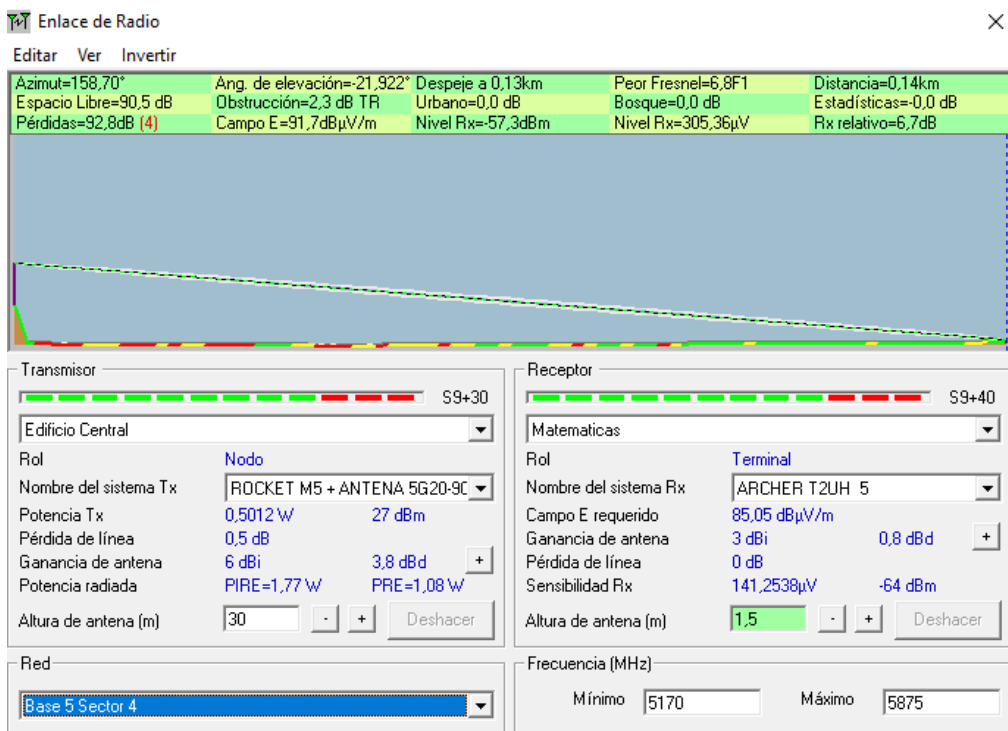 Enlace de Radio
Editar Ver Invertir
Azimut=158,70° Ang. de elevación=-21,922° Despeje a 0,13km Peor Fresnel=6,8F1 Distancia=0,14km
Espacio Libre=90,5 dB Obstrucción=2,3 dB TR Urbano=0,0 dB Bosque=0,0 dB Estadísticas=-0,0 dB
Pérdidas=92,8dB (4) Campo E=91,7dBµV/m Nivel Rx=-57,3dBm Nivel Rx=305,36µV Rx relativo=6,7dB
Transmisor
S9+30
Edificio Central
Rol Nodo
Nombre del sistema Tx ROCKET M5 + ANTENA 5G20-90
Potencia Tx 0,5012 W 27 dBm
Pérdida de línea 0,5 dB
Ganancia de antena 6 dBi 3,8 dBd +
Potencia radiada PIRE=1,77 W PRE=1,08 W
Altura de antena (m) 30 - + Deshacer
Receptor
S9+40
Matematicas
Rol Terminal
Nombre del sistema Rx ARCHER T2UH 5
Campo E requerido 85,05 dBµV/m
Ganancia de antena 3 dBi 0,8 dBd +
Pérdida de línea 0 dB
Sensibilidad Rx 141,2538µV -64 dBm
Altura de antena (m) 1,5 - + Deshacer
Red
Base 5 Sector 4
Frecuencia (MHz)
Mínimo 5170 Máximo 5875